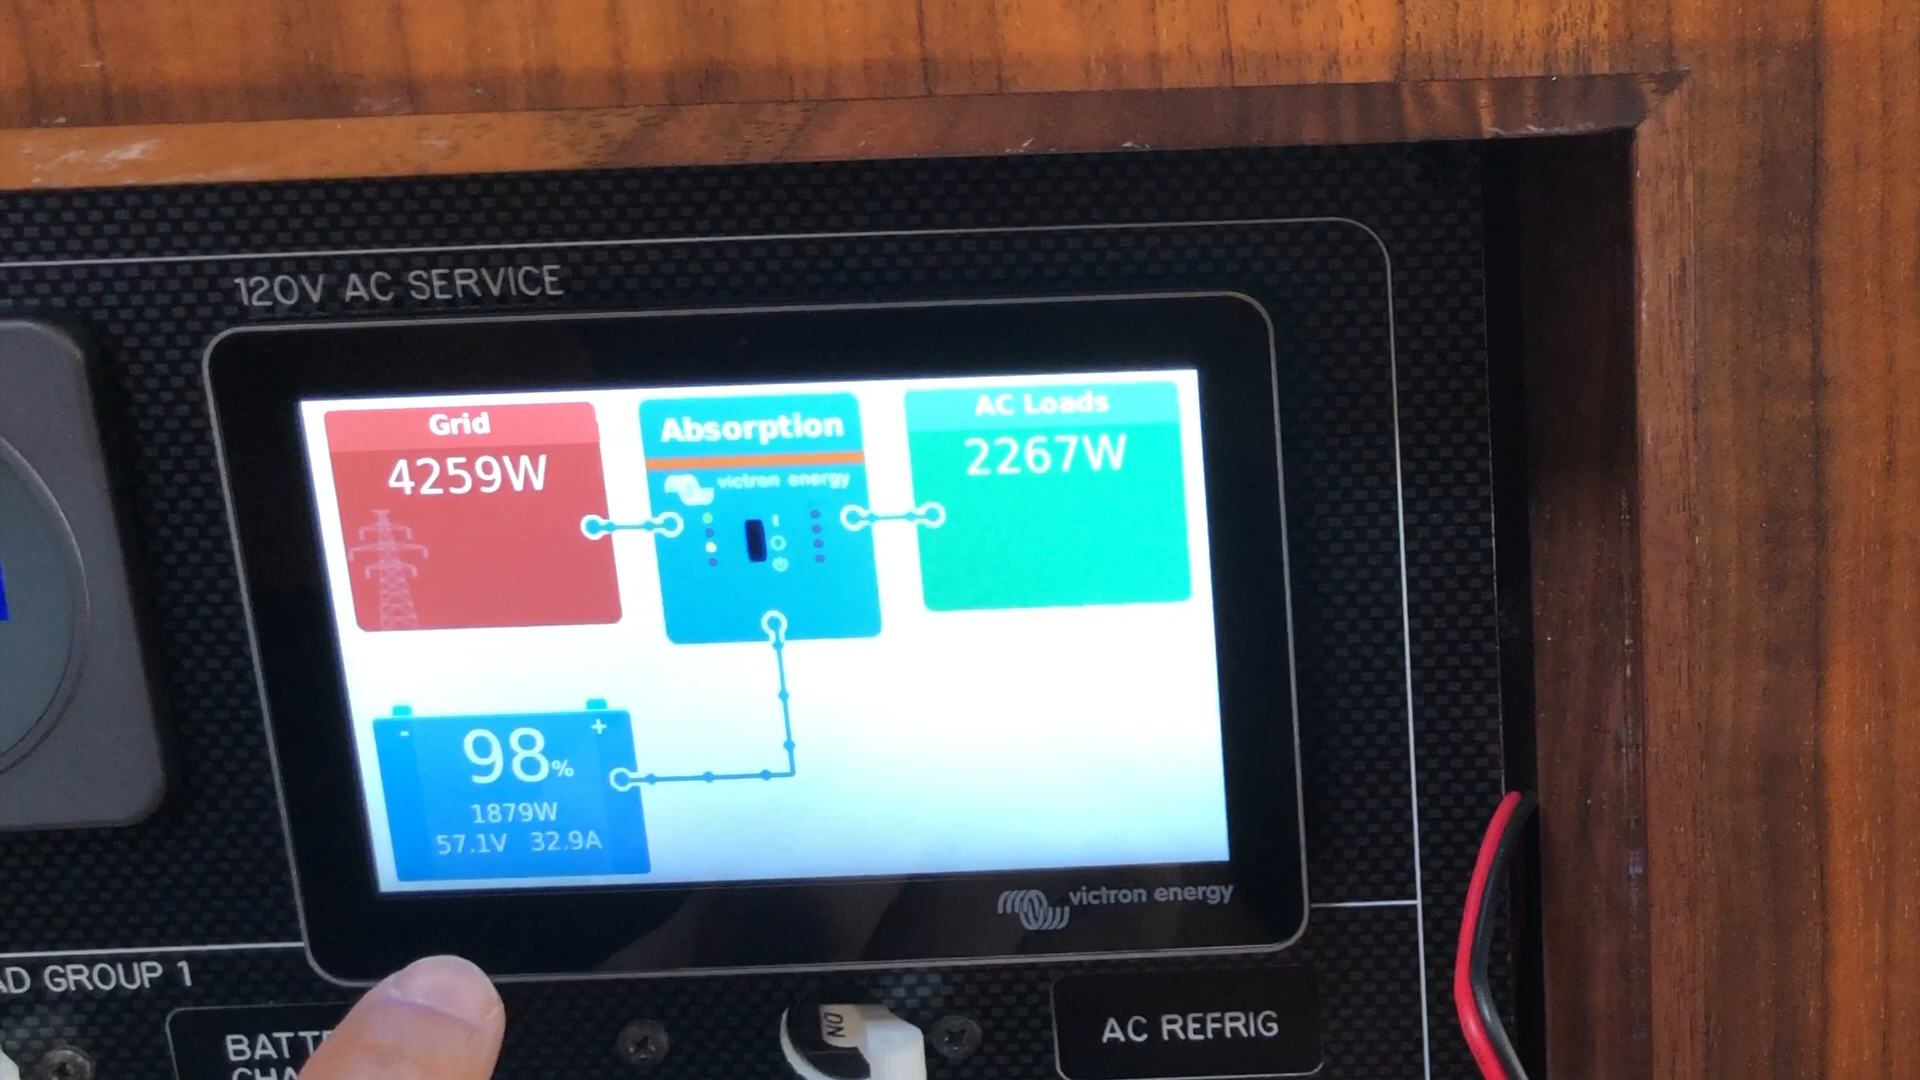 120V AC SERVICE
Grid
4259W
Absorption
victron energy
AC Loads
2267W
- +
98%
1879W
57.1V 32.9A
victron energy
AD GROUP 1
ON
AC REFRIG